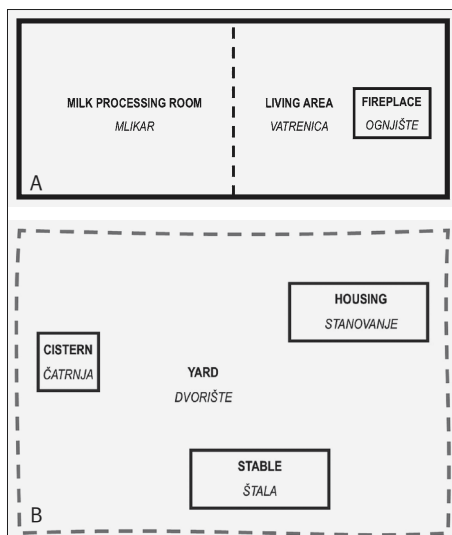 MILK PROCESSING ROOM
MLIKAR
LIVING AREA
VATRENICA
FIREPLACE
OGNJIŠTE
A
HOUSING
STANOVANJE
CISTERN
ČATRNJA
YARD
DVORIŠTE
STABLE
ŠTALA
B